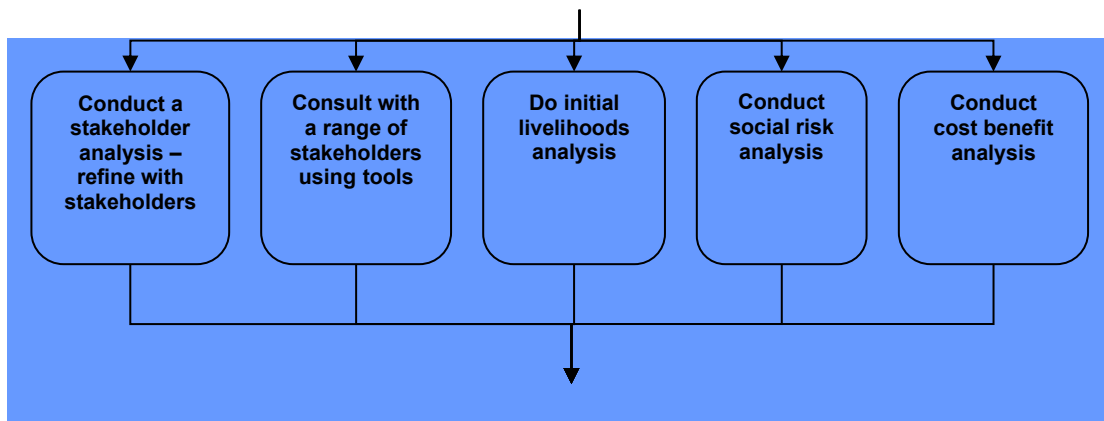 Conduct a
stakeholder
analysis –
refine with
stakeholders
Consult with
a range of
stakeholders
using tools
Do initial
livelihoods
analysis
Conduct
social risk
analysis
Conduct
cost benefit
analysis